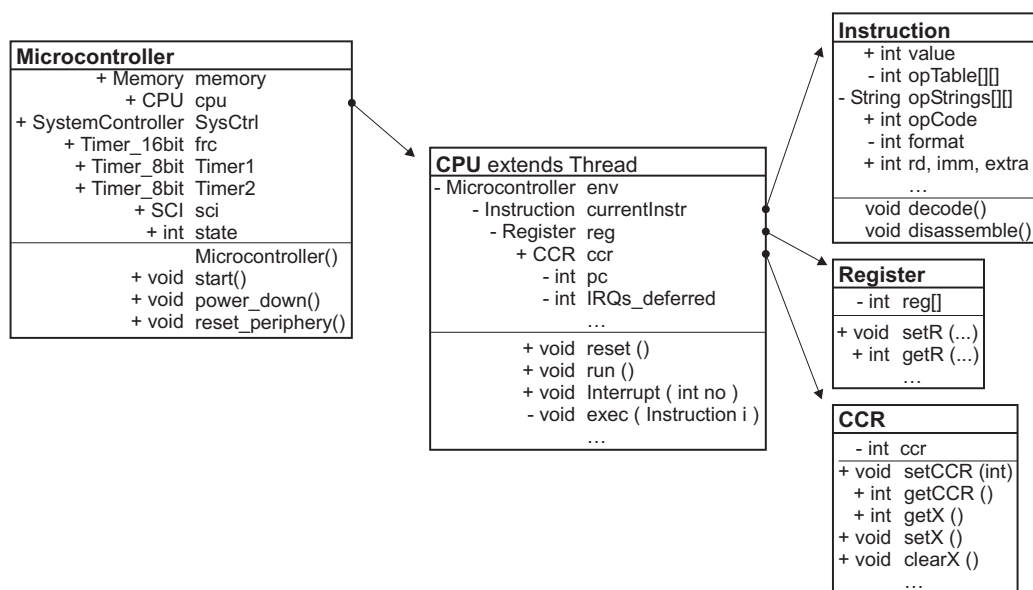 Microcontroller
+ Memory memory
+ CPU cpu
+ SystemController SysCtrl
+ Timer_16bit frc
+ Timer_8bit Timer1
+ Timer_8bit Timer2
+ SCI sci
+ int state
Microcontroller()
+ void start()
+ void power_down()
+ void reset_periphery()
CPU extends Thread
- Microcontroller env
- Instruction currentInstr
- Register reg
+ CCR ccr
- int pc
- int IRQs_deferred
...
+ void reset ()
+ void run ()
+ void Interrupt ( int no )
- void exec ( Instruction i )
...
Instruction
+ int value
- int opTable[][]
- String opStrings[][]
+ int opCode
- int format
+ int rd, imm, extra
...
void decode()
void disassemble()
Register
- int reg[]
+ void setR (...)
+ int getR (...)
...
CCR
- int ccr
+ void setCCR (int)
+ int getCCR ()
+ int getX ()
+ void setX ()
+ void clearX ()
...